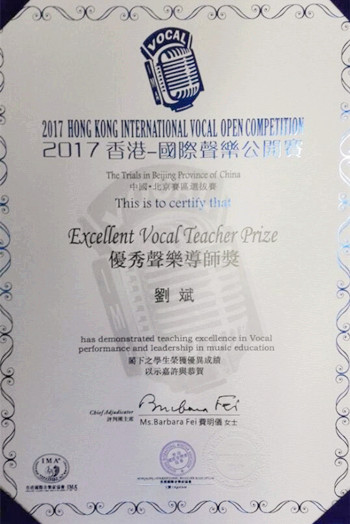 VOCAL
2017 HONG KONG INTERNATIONAL VOCAL OPEN COMPETITION
2017 香港-國際聲樂公開賽
The Trials in Beijing Province of China
中國·北京賽區選拔賽
This is to certify that
Excellent Vocal Teacher Prize
優秀聲樂導師獎
劉斌
has demonstrated teaching excellence in Vocal
performance and leadership in music education
閣下之學生榮獲優異成績
以示嘉許與恭賀
Barbara Fei
Chief Adjudicator
評判團主席
Ms.Barbara Fei 費明儀 女士
IMA